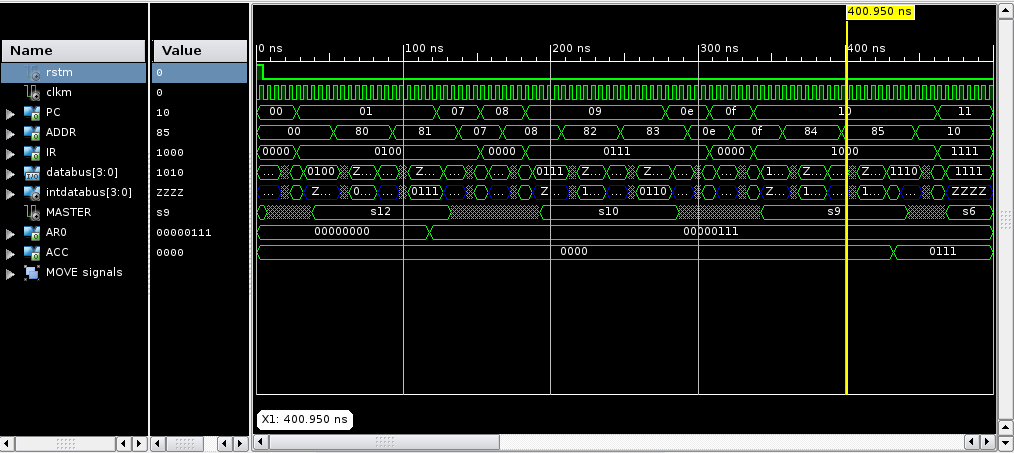 400.950 ns
Name Value
0 ns 100 ns 200 ns 300 ns 400 ns
rstm 0
clkm 0
PC 10 00 01 07 08 09 0e 0f 10 11
ADDR 85 00 80 81 07 08 82 83 0e 0f 84 85 10
IR 1000 0000 0100 0000 0111 0000 1000 1111
databus[3:0] 1010 ... ... 0100 Z... ... ... Z... ... ... ... 0111 Z... ... Z... ... ... ... 1... ... 1... ... Z... 1110 1111
intdatabus[3:0] ZZZZ Z... 0... 0111 ... ... Z... 1... ... 0110 ... ... Z... 1... ... 1... ... ZZZZ
MASTER s9 s12 s10 s9 s6
AR0 00000111 00000000 00000111
ACC 0000 0000 0111
MOVE signals
X1: 400.950 ns